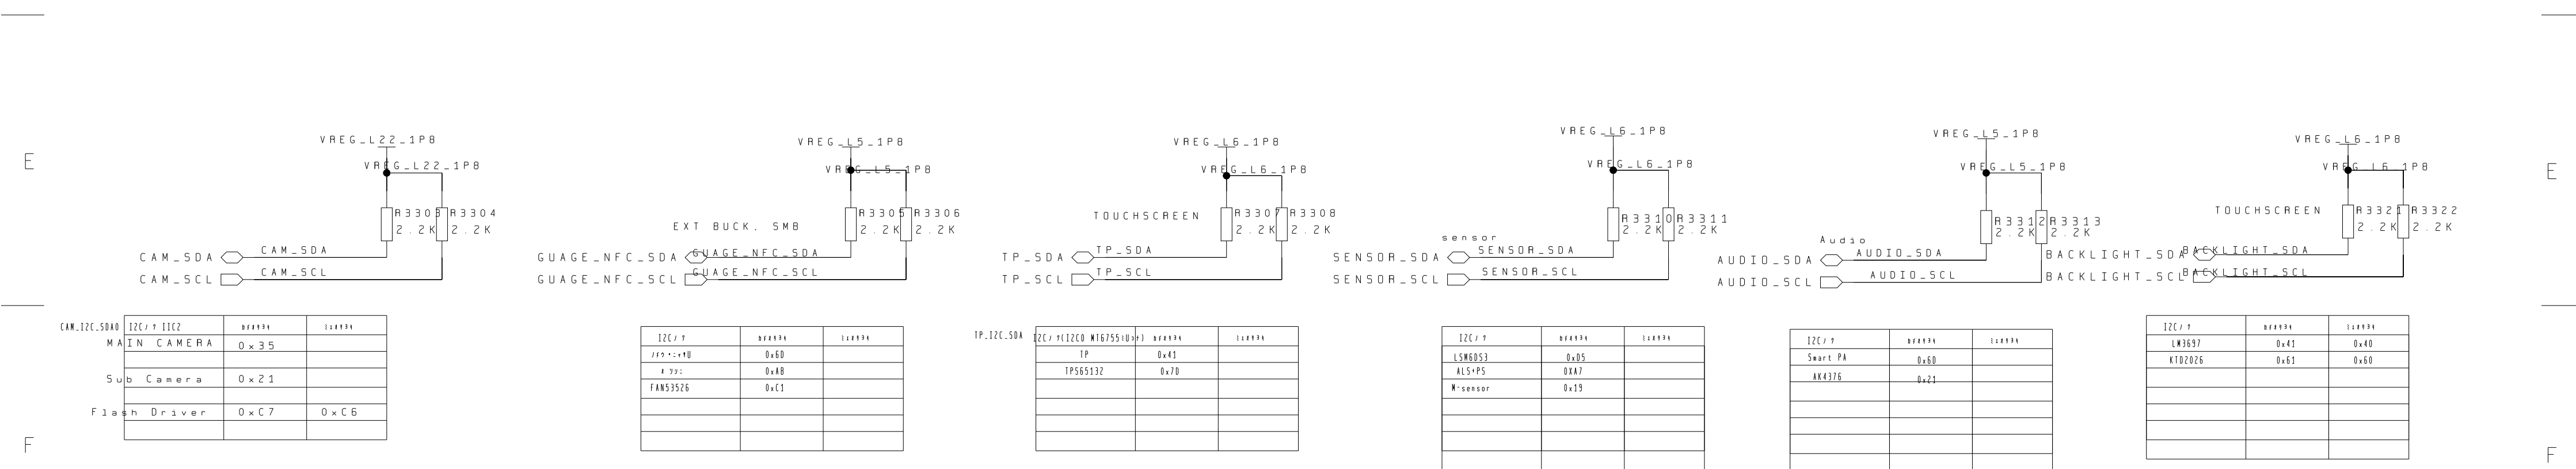 VREG_L22_1P8
VREG_L22_1P8
R3303 R3304
2.2K 2.2K
CAM_SDA CAM_SDA
CAM_SCL CAM_SCL
VREG_L5_1P8
VREG_L5_1P8
R3305 R3306
EXT BUCK, SMB 2.2K 2.2K
GUAGE_NFC_SDA GUAGE_NFC_SDA
GUAGE_NFC_SCL GUAGE_NFC_SCL
VREG_L6_1P8
VREG_L6_1P8
TOUCHSCREEN R3307 R3308
2.2K 2.2K
TP_SDA TP_SDA
TP_SCL TP_SCL
VREG_L6_1P8
VREG_L6_1P8
R3310 R3311
2.2K 2.2K
sensor
SENSOR_SDA SENSOR_SDA
SENSOR_SCL SENSOR_SCL
VREG_L5_1P8
VREG_L5_1P8
R3312 R3313
2.2K 2.2K
Audio
AUDIO_SDA AUDIO_SDA
AUDIO_SCL AUDIO_SCL
VREG_L6_1P8
VREG_L6_1P8
TOUCHSCREEN R3321 R3322
2.2K 2.2K
BACKLIGHT_SDA BACKLIGHT_SDA
BACKLIGHT_SCL BACKLIGHT_SCL
E E
CAM_I2C_SDA0 IIC2
MAIN CAMERA 0x35
Sub Camera 0x21
Flash Driver 0xC7 0xC6
0x6D
0xAB
FAN53526 0xC1
TP_I2C_SDA
TP 0x41
TPS65132 0x7D
LSM6DS3 0xD5
ALS+PS 0XA7
M-sensor 0x19
Smart PA 0x6D
AK4376 0x21
LM3697 0x41 0x40
KTD2026 0x61 0x60
F F